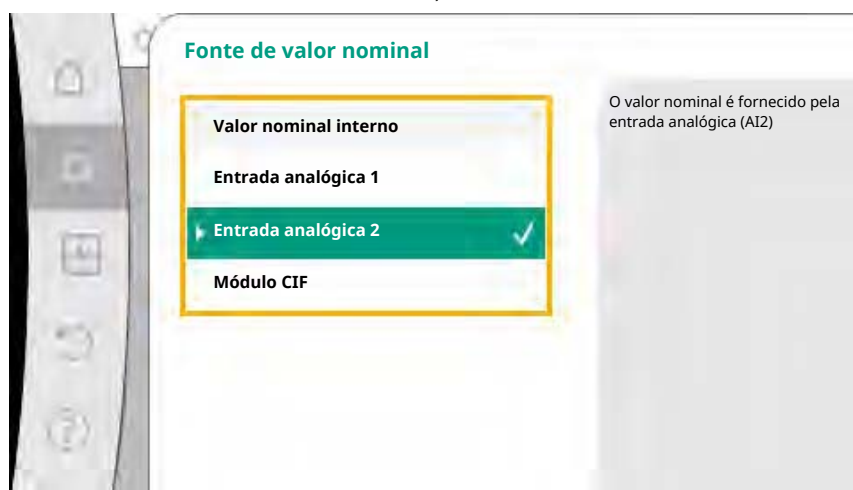 Fonte de valor nominal
Valor nominal interno
Entrada analógica 1
Entrada analógica 2
Módulo CIF
O valor nominal é fornecido pela
entrada analógica (AI2)